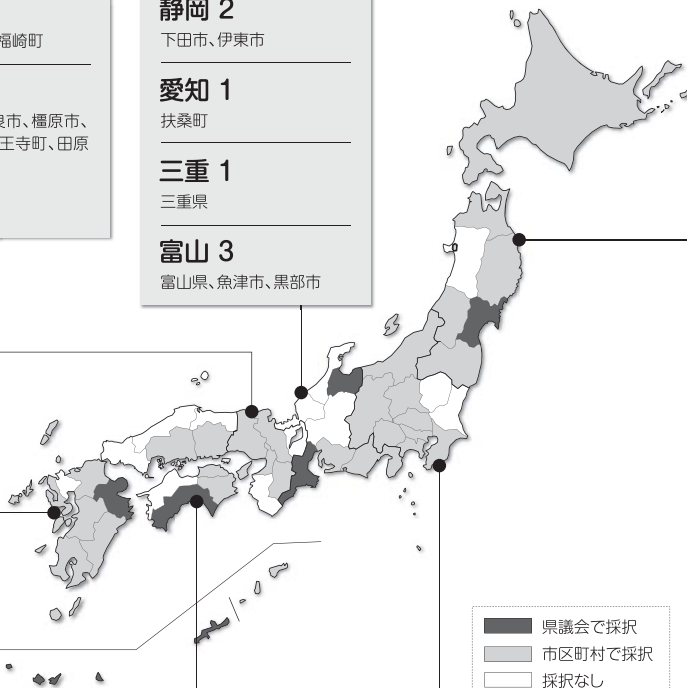 福崎町
良市、橿原市、
王寺町、田原
静岡 2
下田市、伊東市
愛知 1
扶桑町
三重 1
三重県
富山 3
富山県、魚津市、黒部市
県議会で採択
市区町村で採択
採択なし